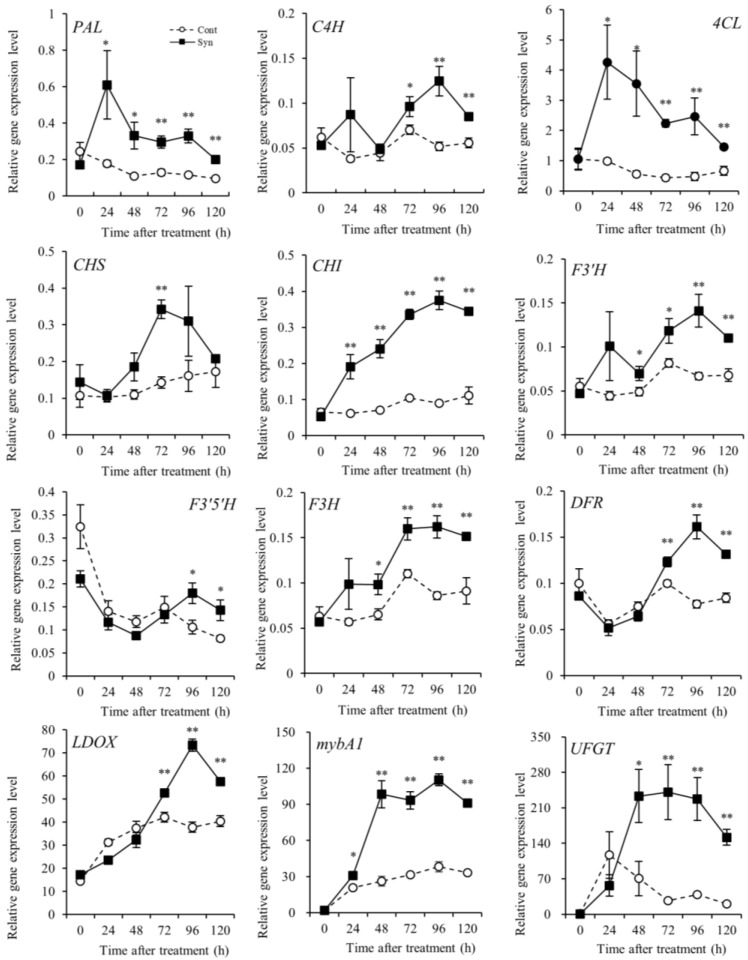 PAL
Cont
Syn
Relative gene expression level
1
0.8
0.6
0.4
0.2
0
*
*
**
**
**
0 24 48 72 96 120
Time after treatment (h)
C4H
Relative gene expression level
0.2
0.15
0.1
0.05
0
*
**
**
0 24 48 72 96 120
Time after treatment (h)
4CL
Relative gene expression level
6
5
4
3
2
1
0
*
*
**
**
**
0 24 48 72 96 120
Time after treatment (h)
CHS
Relative gene expression level
0.5
0.4
0.3
0.2
0.1
0
**
0 24 48 72 96 120
Time after treatment (h)
CHI
Relative gene expression level
0.5
0.4
0.3
0.2
0.1
0
**
**
**
**
**
0 24 48 72 96 120
Time after treatment (h)
F3'H
Relative gene expression level
0.2
0.15
0.1
0.05
0
*
*
**
**
0 24 48 72 96 120
Time after treatment (h)
F3'5'H
Relative gene expression level
0.4
0.35
0.3
0.25
0.2
0.15
0.1
0.05
0
*
*
0 24 48 72 96 120
Time after treatment (h)
F3H
Relative gene expression level
0.2
0.15
0.1
0.05
0
*
**
**
**
0 24 48 72 96 120
Time after treatment (h)
DFR
Relative gene expression level
0.2
0.15
0.1
0.05
0
**
**
**
0 24 48 72 96 120
Time after treatment (h)
LDOX
Relative gene expression level
80
70
60
50
40
30
20
10
0
**
**
**
0 24 48 72 96 120
Time after treatment (h)
mybA1
Relative gene expression level
150
120
90
60
30
0
*
**
**
**
**
0 24 48 72 96 120
Time after treatment (h)
UFGT
Relative gene expression level
350
280
210
140
70
0
*
**
**
**
0 24 48 72 96 120
Time after treatment (h)